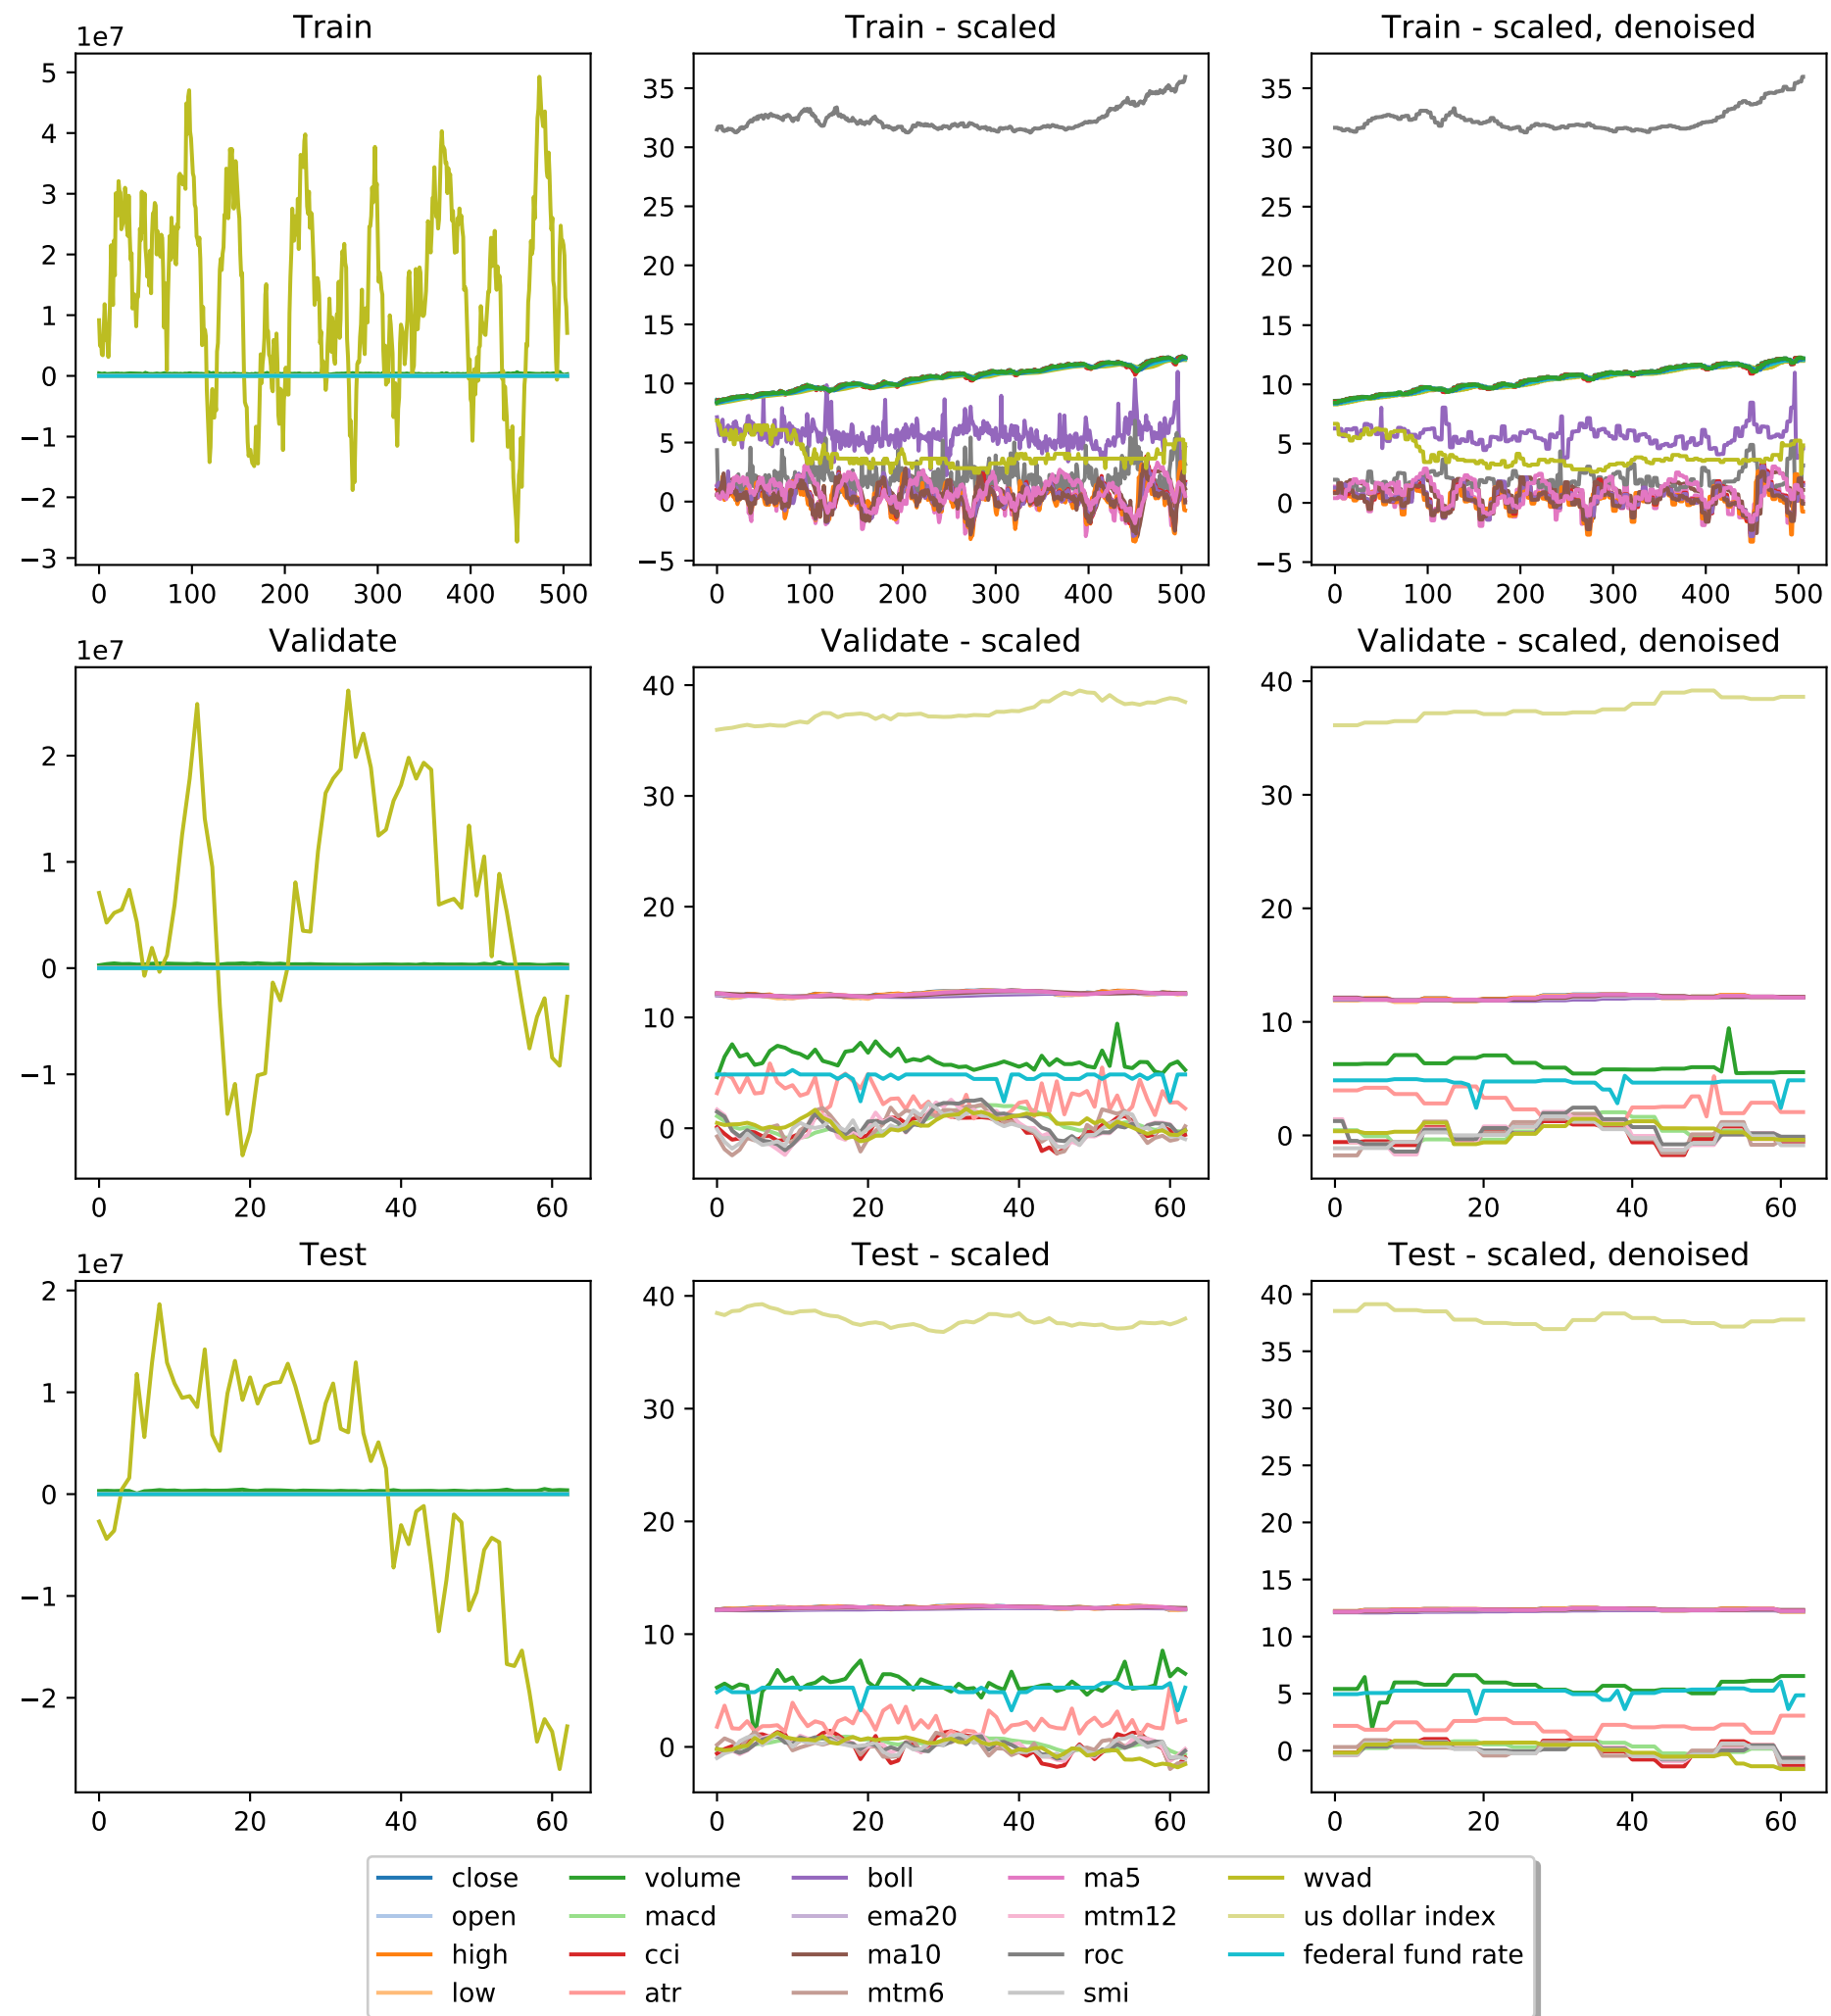 Train
Train - scaled
Train - scaled, denoised
1e7
5
4
3
2
1
0
−1
−2
−3
0 100 200 300 400 500
35
30
25
20
15
10
5
0
−5
0 100 200 300 400 500
35
30
25
20
15
10
5
0
−5
0 100 200 300 400 500
Validate
Validate - scaled
Validate - scaled, denoised
1e7
2
1
0
−1
0 20 40 60
40
30
20
10
0
0 20 40 60
40
30
20
10
0
0 20 40 60
Test
Test - scaled
Test - scaled, denoised
1e7
2
1
0
−1
−2
0 20 40 60
40
30
20
10
0
0 20 40 60
40
35
30
25
20
15
10
5
0
0 20 40 60
close
open
high
low
volume
macd
cci
atr
boll
ema20
ma10
mtm6
ma5
mtm12
roc
smi
wvad
us dollar index
federal fund rate